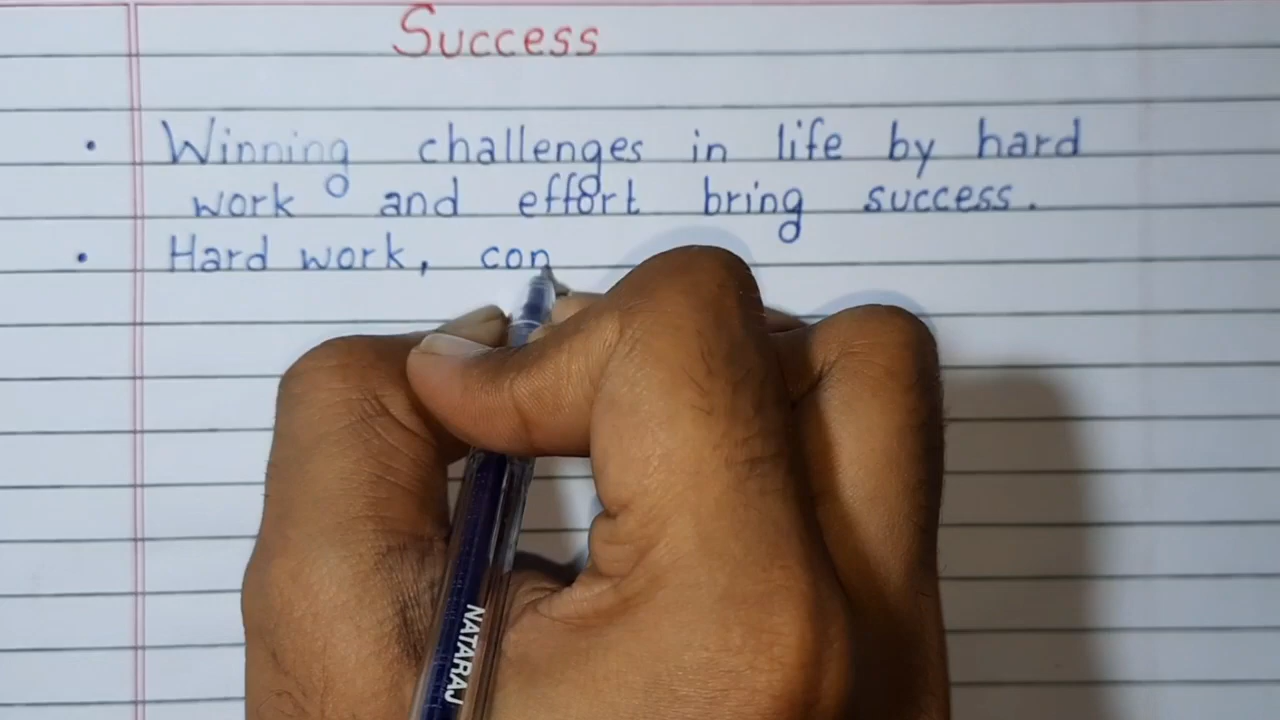 Success
• Winning challenges in life by hard
work and effort bring success.
• Hard work, con
NATARAJ